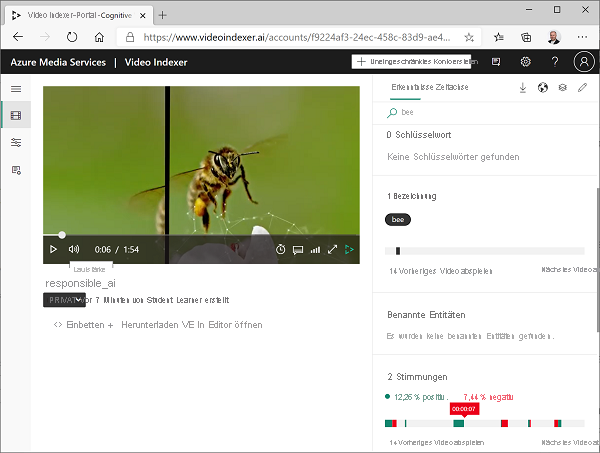 Video Indexer-Portal -Cognitive
https://www.videoindexer.ai/accounts/f9224af3-24ec-458c-83d9-ae4...
Azure Media Services | Video Indexer
Uneingeschränktes Konto erstellen
Erkenntnisse Zeitachse
bee
0 Schlüsselwort
Keine Schlüsselwörter gefunden
1 Bezeichnung
bee
0:06 / 1:54
Lautstärke
14 Vorheriges Video abspielen
Nächstes Videoa
responsible_ai
PRIVAT vor 7 Minuten von Student Learner erstellt
Benannte Entitäten
<> Einbetten + Herunterladen VE In Editor öffnen
Es wurden keine benannten Entitäten gefunden.
2 Stimmungen
12,26 % positiv. 7,44 % negativ
00:00:07
14 Vorheriges Video abspielen
Nächstes Videoa